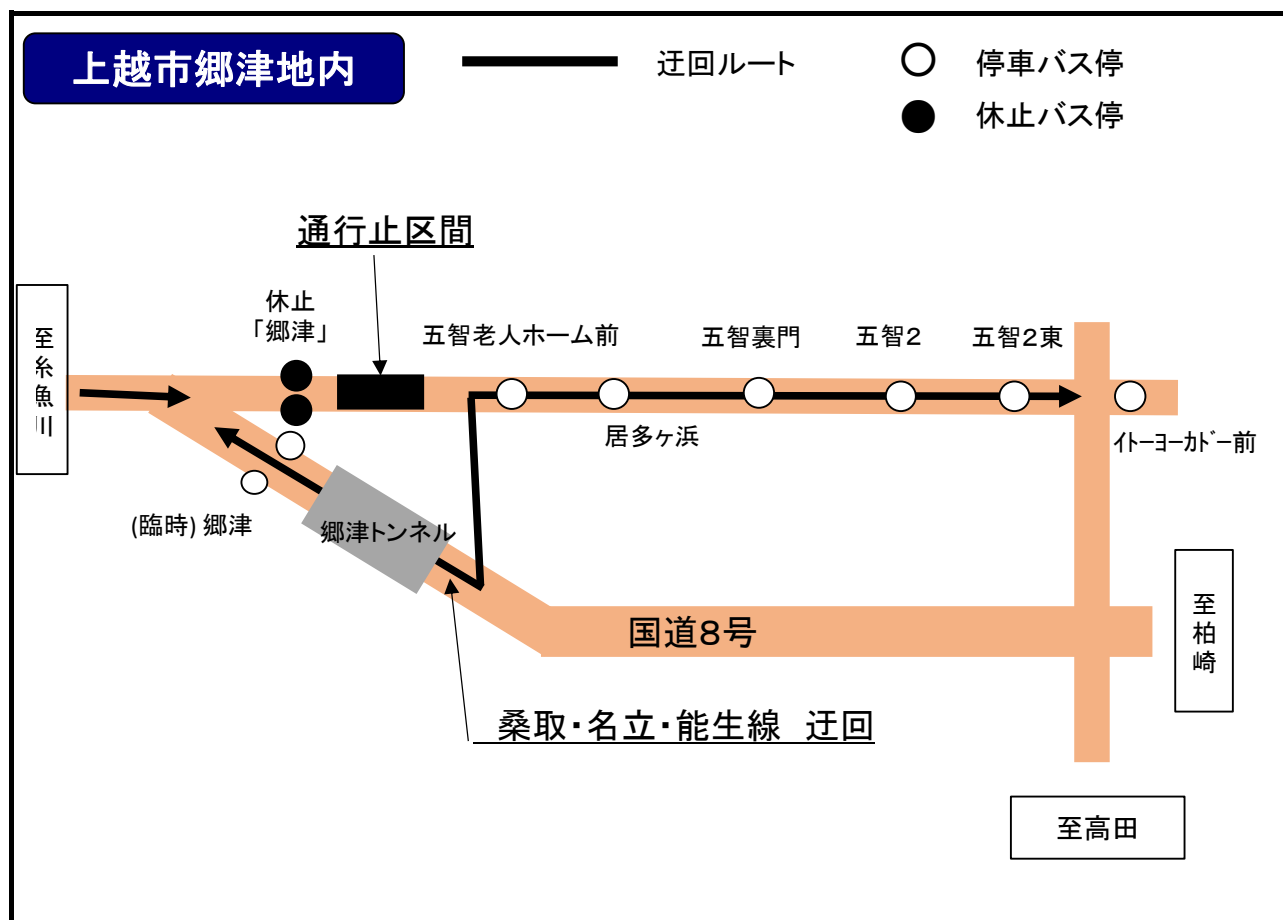 上越市郷津地内
迂回ルート
停車バス停
休止バス停
通行止区間
至糸魚川
休止
「郷津」
五智老人ホーム前
五智裏門
五智2
五智2東
居多ヶ浜
ｲﾄｰﾖｰｶﾄﾞｰ前
(臨時) 郷津
郷津トンネル
国道8号
至柏崎
桑取・名立・能生線　迂回
至高田